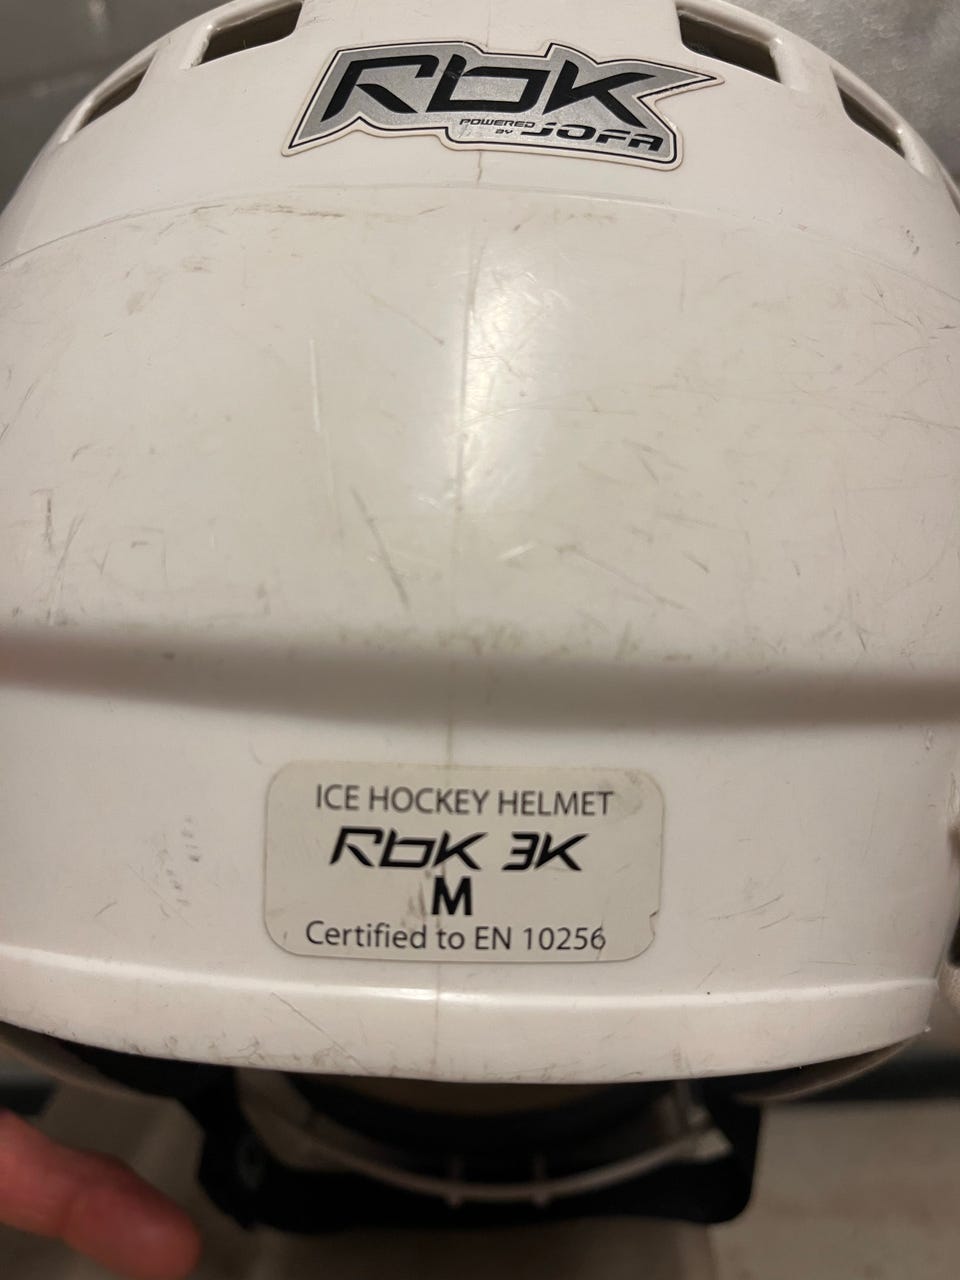 RbK
POWERED
BY JOFA
ICE HOCKEY HELMET
RbK 3K
M
Certified to EN 10256